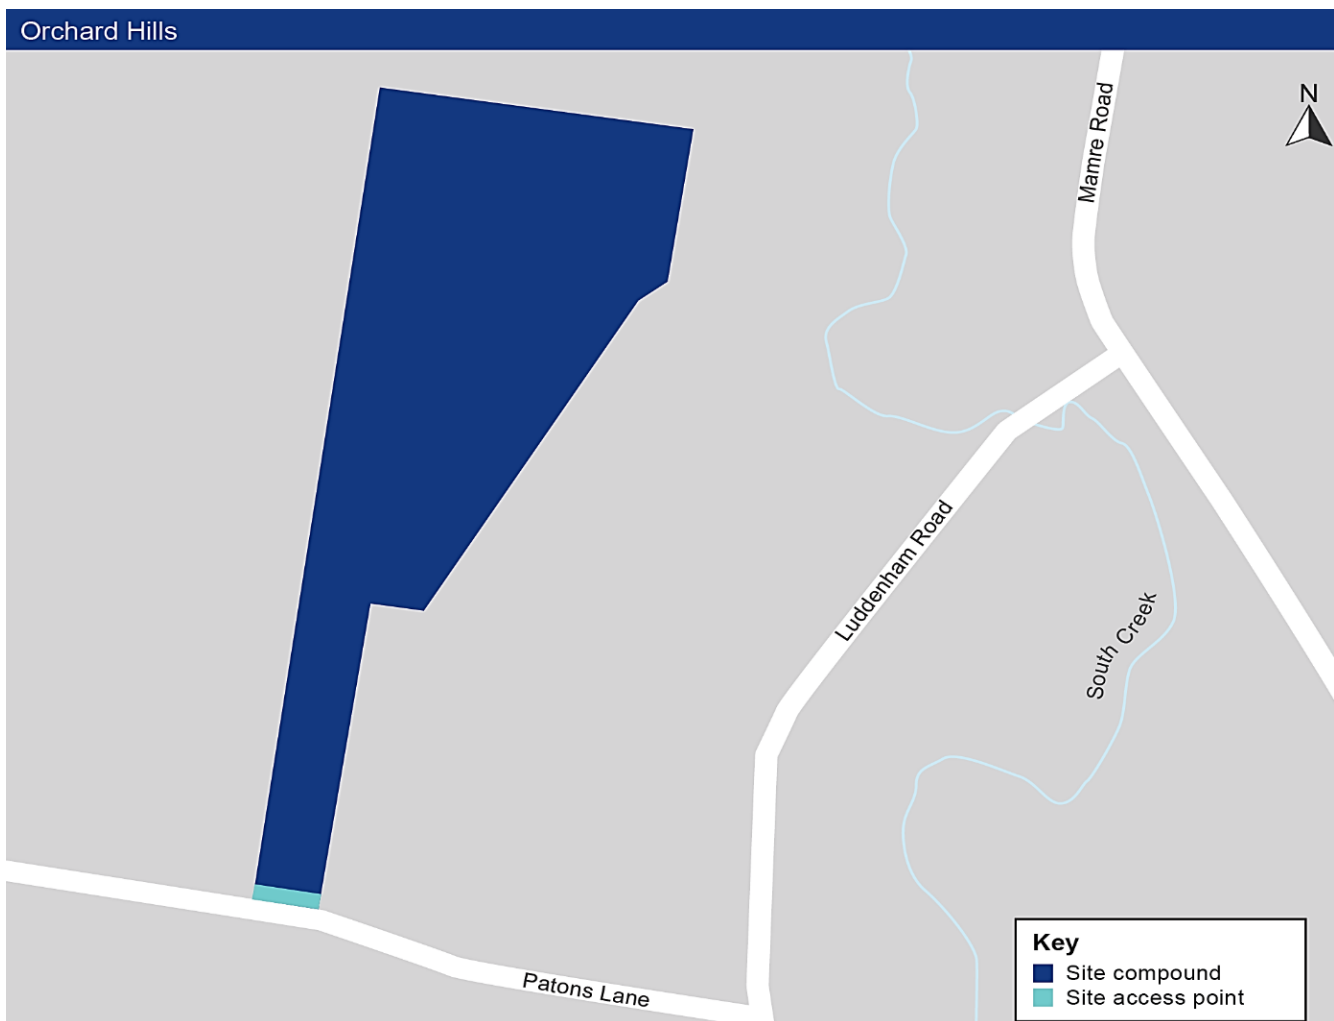 Orchard Hills
N
Mamre Road
Luddenham Road
South Creek
Patons Lane
Key
Site compound
Site access point